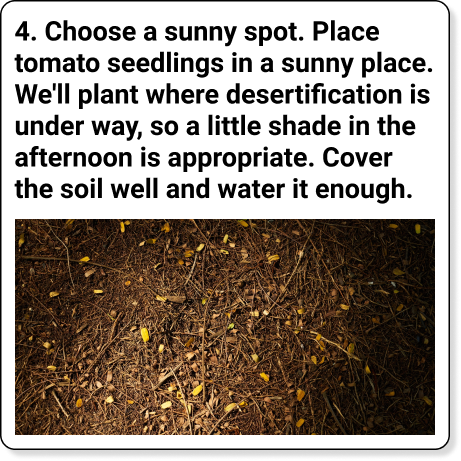 4. Choose a sunny spot. Place
tomato seedlings in a sunny place.
We'll plant where desertification is
under way, so a little shade in the
afternoon is appropriate. Cover
the soil well and water it enough.